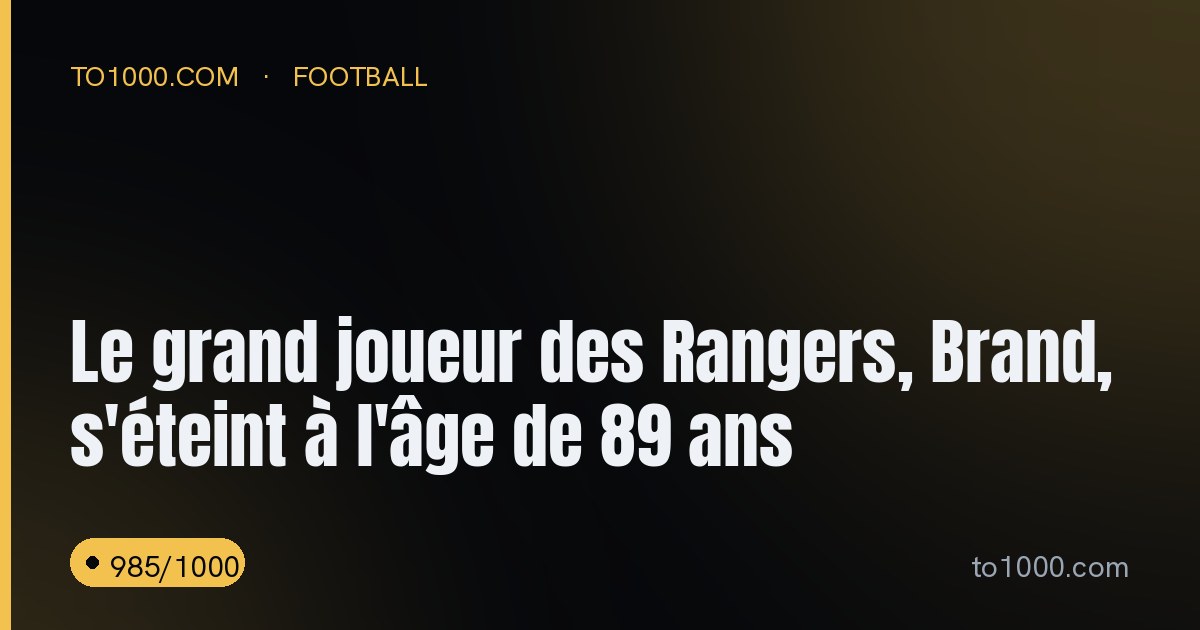 TO1000.COM · FOOTBALL
Le grand joueur des Rangers, Brand,
s'éteint à l'âge de 89 ans
985/1000
to1000.com